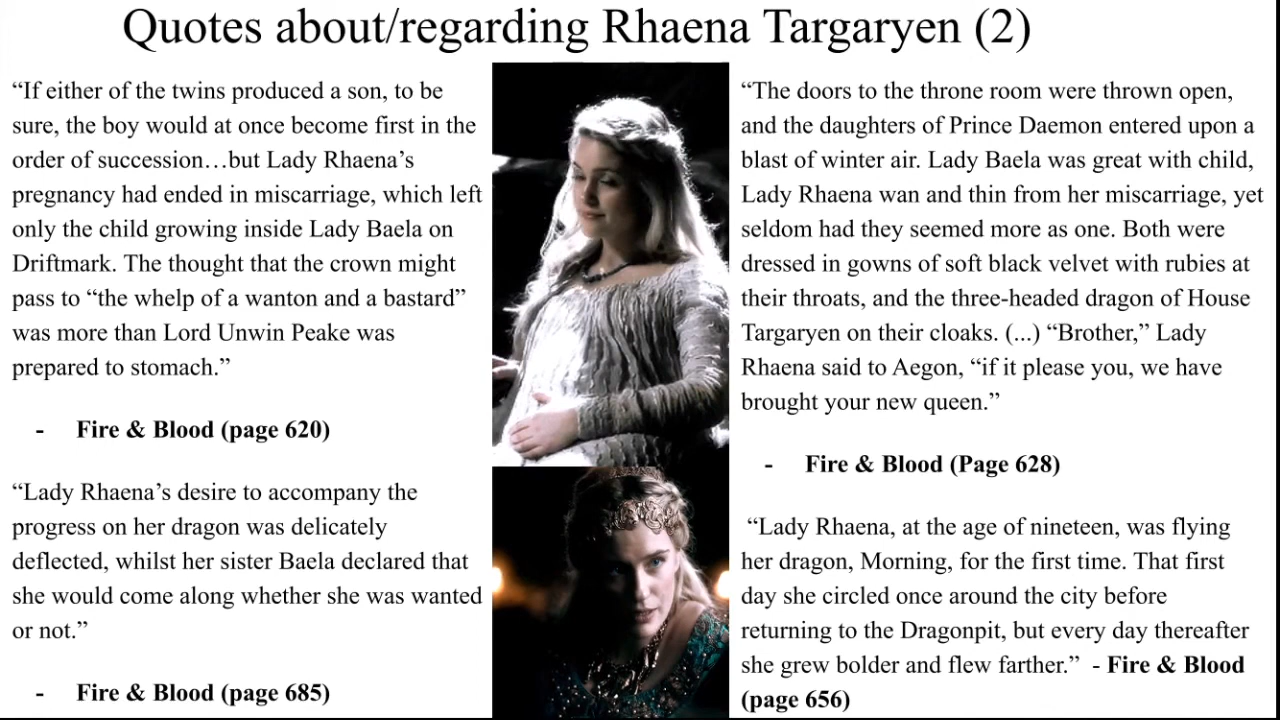 Quotes about/regarding Rhaena Targaryen (2)
“If either of the twins produced a son, to be
sure, the boy would at once become first in the
order of succession…but Lady Rhaena’s
pregnancy had ended in miscarriage, which left
only the child growing inside Lady Baela on
Driftmark. The thought that the crown might
pass to “the whelp of a wanton and a bastard”
was more than Lord Unwin Peake was
prepared to stomach.”
- Fire & Blood (page 620)
“Lady Rhaena’s desire to accompany the
progress on her dragon was delicately
deflected, whilst her sister Baela declared that
she would come along whether she was wanted
or not.”
- Fire & Blood (page 685)
“The doors to the throne room were thrown open,
and the daughters of Prince Daemon entered upon a
blast of winter air. Lady Baela was great with child,
Lady Rhaena wan and thin from her miscarriage, yet
seldom had they seemed more as one. Both were
dressed in gowns of soft black velvet with rubies at
their throats, and the three-headed dragon of House
Targaryen on their cloaks. (...) “Brother,” Lady
Rhaena said to Aegon, “if it please you, we have
brought your new queen.”
- Fire & Blood (Page 628)
“Lady Rhaena, at the age of nineteen, was flying
her dragon, Morning, for the first time. That first
day she circled once around the city before
returning to the Dragonpit, but every day thereafter
she grew bolder and flew farther.” - Fire & Blood
(page 656)